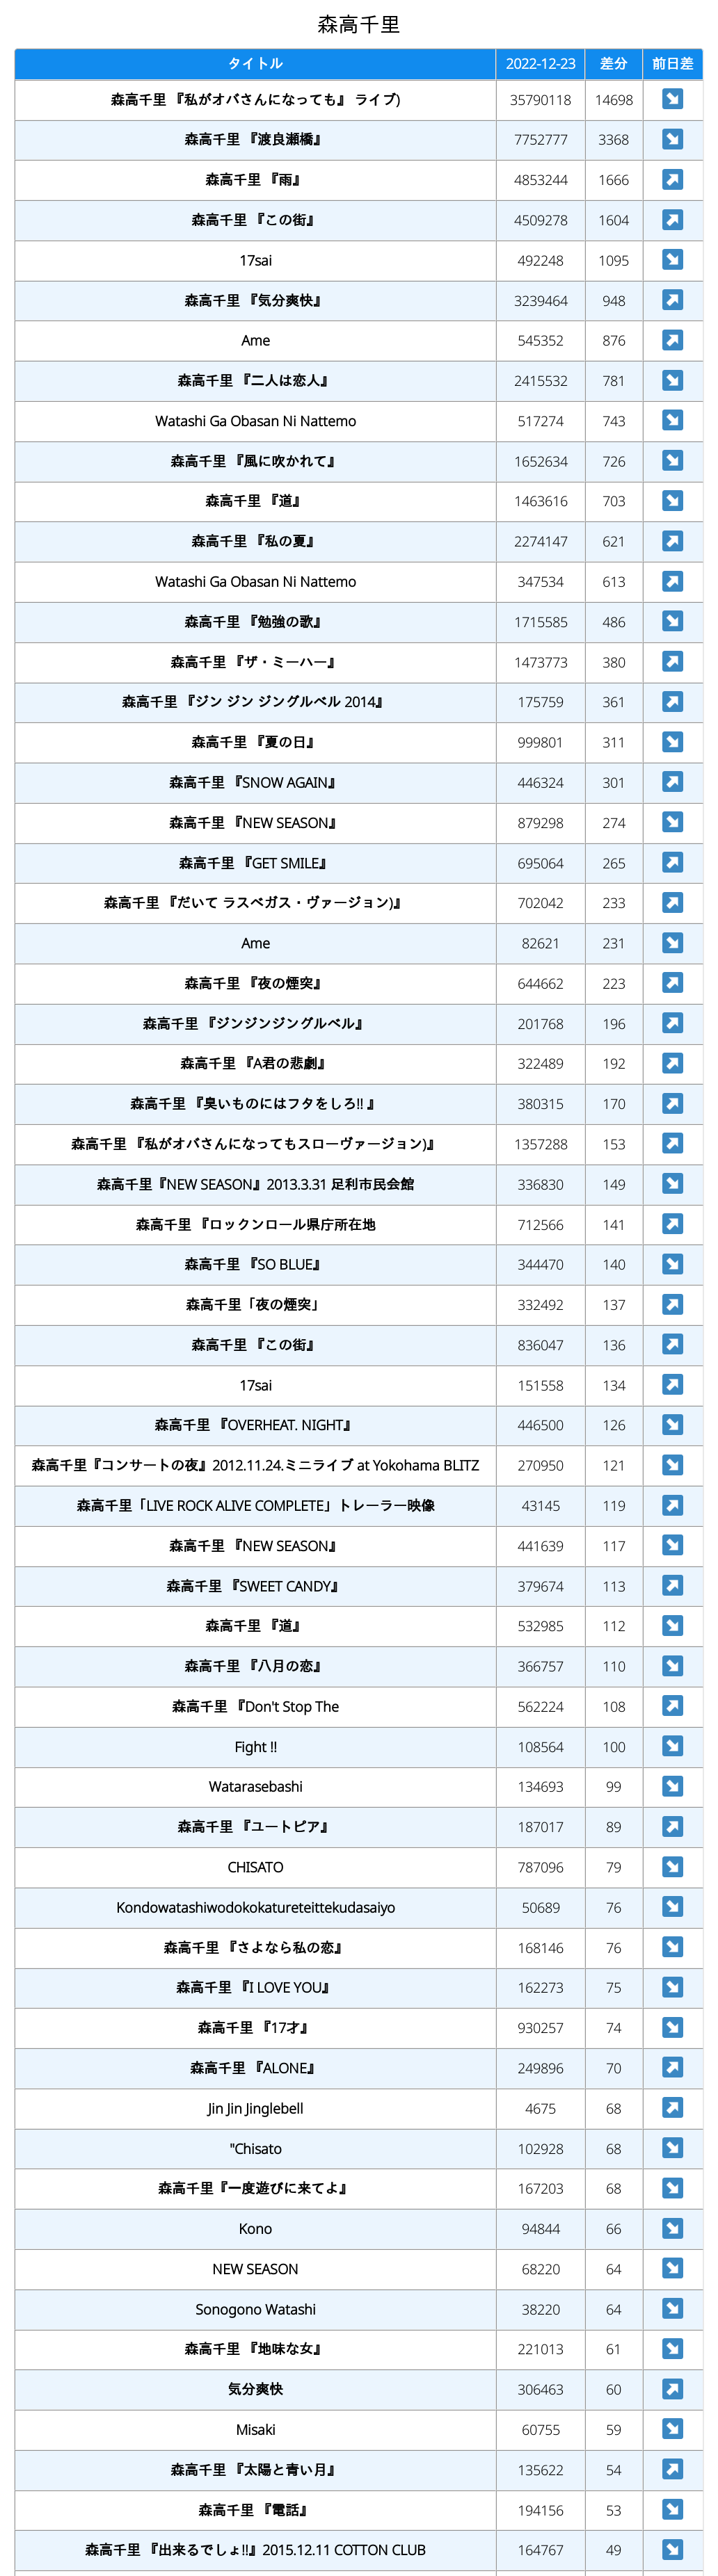 森高千里
タイトル 2022-12-23 差分 前日差
森高千里 『私がオバさんになっても』 ライブ) 35790118 14698
森高千里 『渡良瀬橋』 7752777 3368
森高千里 『雨』 4853244 1666
森高千里 『この街』 4509278 1604
17sai 492248 1095
森高千里 『気分爽快』 3239464 948
Ame 545352 876
森高千里 『二人は恋人』 2415532 781
Watashi Ga Obasan Ni Nattemo 517274 743
森高千里 『風に吹かれて』 1652634 726
森高千里 『道』 1463616 703
森高千里 『私の夏』 2274147 621
Watashi Ga Obasan Ni Nattemo 347534 613
森高千里 『勉強の歌』 1715585 486
森高千里 『ザ・ミーハー』 1473773 380
森高千里 『ジン ジン ジングルベル 2014』 175759 361
森高千里 『夏の日』 999801 311
森高千里 『SNOW AGAIN』 446324 301
森高千里 『NEW SEASON』 879298 274
森高千里 『GET SMILE』 695064 265
森高千里 『だいて ラスベガス・ヴァージョン)』 702042 233
Ame 82621 231
森高千里 『夜の煙突』 644662 223
森高千里 『ジンジンジングルベル』 201768 196
森高千里 『A君の悲劇』 322489 192
森高千里 『臭いものにはフタをしろ!! 』 380315 170
森高千里 『私がオバさんになってもスローヴァージョン)』 1357288 153
森高千里『NEW SEASON』2013.3.31 足利市民会館 336830 149
森高千里 『ロックンロール県庁所在地 712566 141
森高千里 『SO BLUE』 344470 140
森高千里「夜の煙突」 332492 137
森高千里 『この街』 836047 136
17sai 151558 134
森高千里 『OVERHEAT. NIGHT』 446500 126
森高千里『コンサートの夜』2012.11.24.ミニライブ at Yokohama BLITZ 270950 121
森高千里「LIVE ROCK ALIVE COMPLETE」トレーラー映像 43145 119
森高千里 『NEW SEASON』 441639 117
森高千里 『SWEET CANDY』 379674 113
森高千里 『道』 532985 112
森高千里 『八月の恋』 366757 110
森高千里 『Don't Stop The 562224 108
Fight !! 108564 100
Watarasebashi 134693 99
森高千里 『ユートピア』 187017 89
CHISATO 787096 79
Kondowatashiwodokokatureteittekudasaiyo 50689 76
森高千里 『さよなら私の恋』 168146 76
森高千里 『I LOVE YOU』 162273 75
森高千里 『17才』 930257 74
森高千里 『ALONE』 249896 70
Jin Jin Jinglebell 4675 68
"Chisato 102928 68
森高千里『一度遊びに来てよ』 167203 68
Kono 94844 66
NEW SEASON 68220 64
Sonogono Watashi 38220 64
森高千里 『地味な女』 221013 61
気分爽快 306463 60
Misaki 60755 59
森高千里 『太陽と青い月』 135622 54
森高千里 『電話』 194156 53
森高千里 『出来るでしょ!!』2015.12.11 COTTON CLUB 164767 49